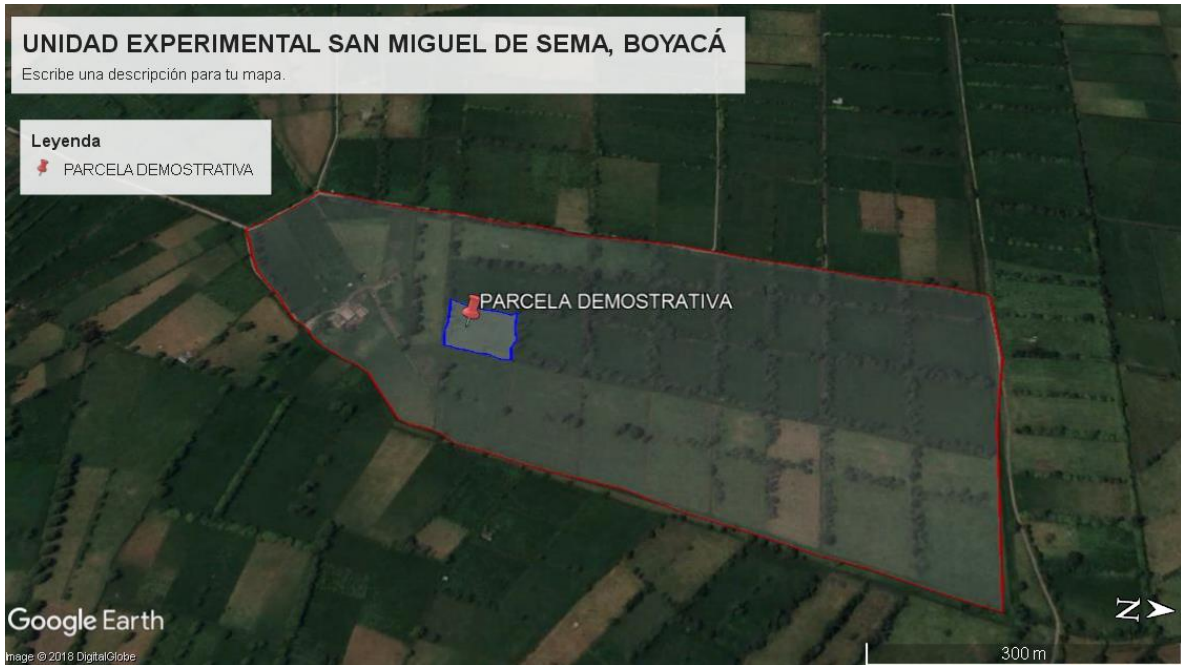 UNIDAD EXPERIMENTAL SAN MIGUEL DE SEMA, BOYACÁ
Escribe una descripción para tu mapa.
Leyenda
PARCELA DEMOSTRATIVA
PARCELA DEMOSTRATIVA
Google Earth
Image © 2018 DigitalGlobe
N
300 m